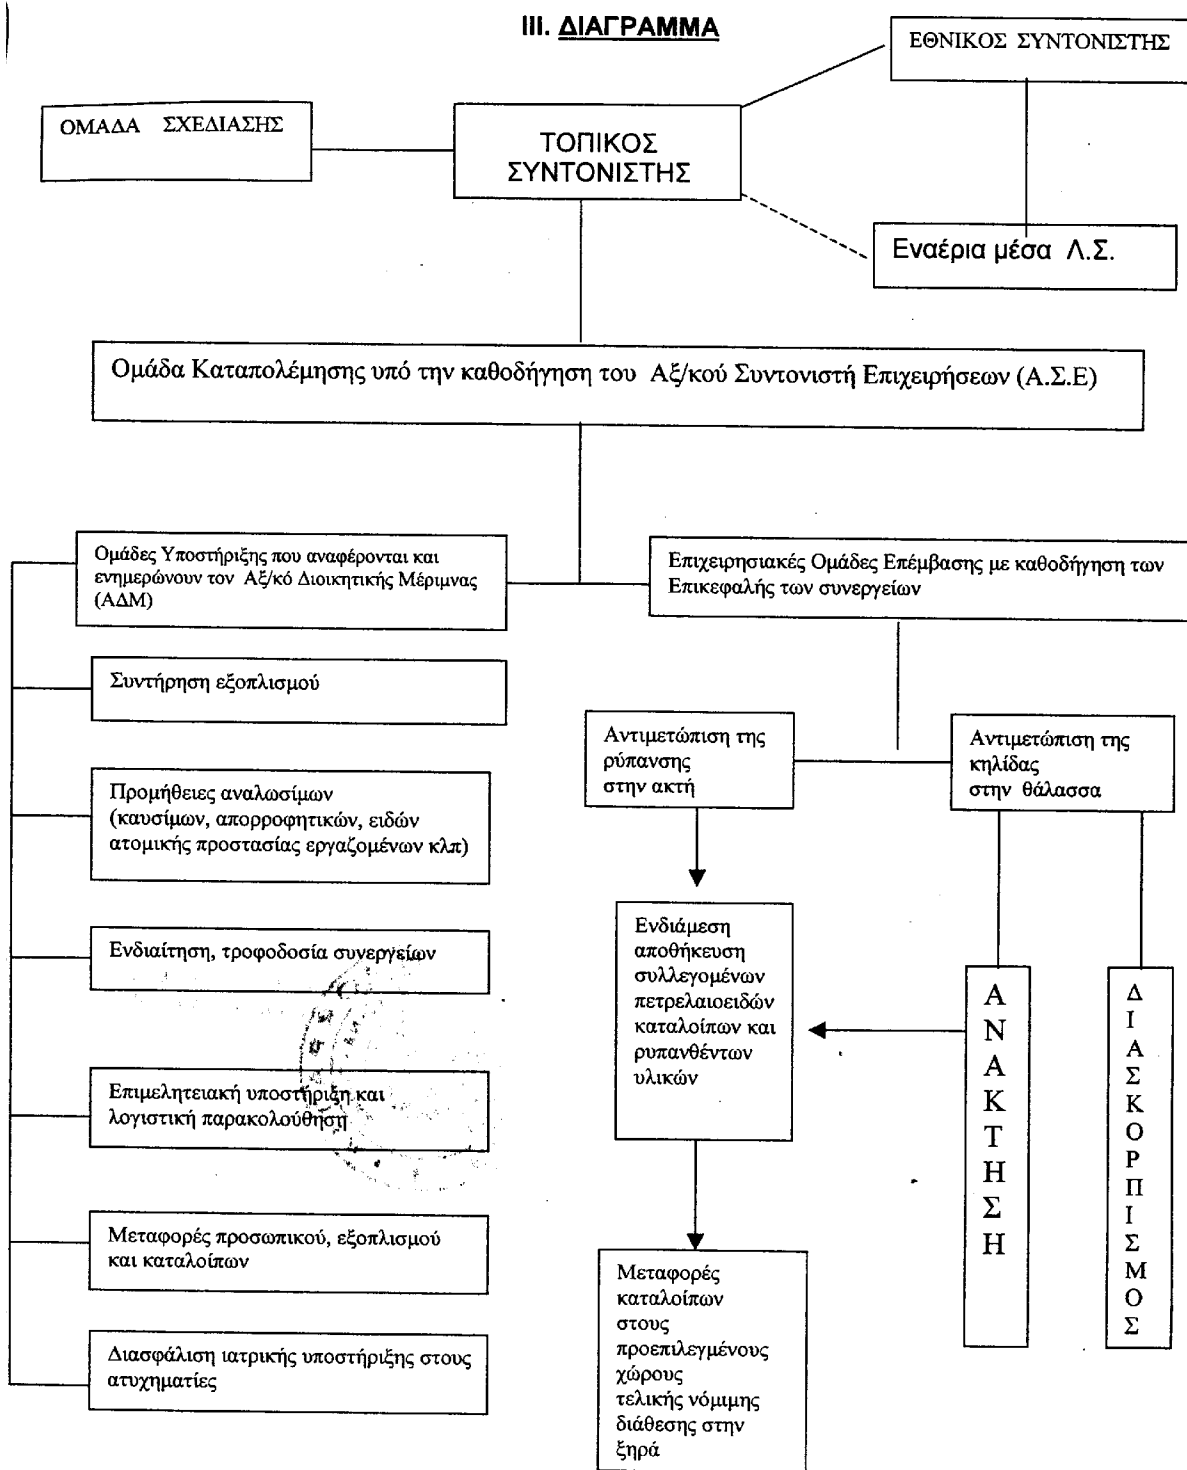 III. ΔΙΑΓΡΑΜΜΑ
ΕΘΝΙΚΟΣ ΣΥΝΤΟΝΙΣΤΗΣ
ΟΜΑΔΑ ΣΧΕΔΙΑΣΗΣ
ΤΟΠΙΚΟΣ
ΣΥΝΤΟΝΙΣΤΗΣ
Εναέρια μέσα Λ.Σ.
Ομάδα Καταπολέμησης υπό την καθοδήγηση του Αξ/κού Συντονιστή Επιχειρήσεων (Α.Σ.Ε)
Ομάδες Υποστήριξης που αναφέρονται και
ενημερώνουν τον Αξ/κό Διοικητικής Μέριμνας
(ΑΔΜ)
Επιχειρησιακές Ομάδες Επέμβασης με καθοδήγηση των
Επικεφαλής των συνεργείων
Συντήρηση εξοπλισμού
Προμήθειες αναλωσίμων
(καυσίμων, απορροφητικών, ειδών
ατομικής προστασίας εργαζομένων κλπ)
Ενδιαίτηση, τροφοδοσία συνεργείων
Επιμελητειακή υποστήριξη και
λογιστική παρακολούθηση
Μεταφορές προσωπικού, εξοπλισμού
και καταλοίπων
Διασφάλιση ιατρικής υποστήριξης στους
ατυχηματίες
Αντιμετώπιση της
ρύπανσης
στην ακτή
Αντιμετώπιση της
κηλίδας
στην θάλασσα
Ενδιάμεση
αποθήκευση
συλλεγομένων
πετρελαιοειδών
καταλοίπων και
ρυπανθέντων
υλικών
ΑΝΑΚΤΗΣΗ
ΔΙΑΣΚΟΡΠΙΣΜΟΣ
Μεταφορές
καταλοίπων
στους
προεπιλεγμένους
χώρους
τελικής νόμιμης
διάθεσης στην
ξηρά